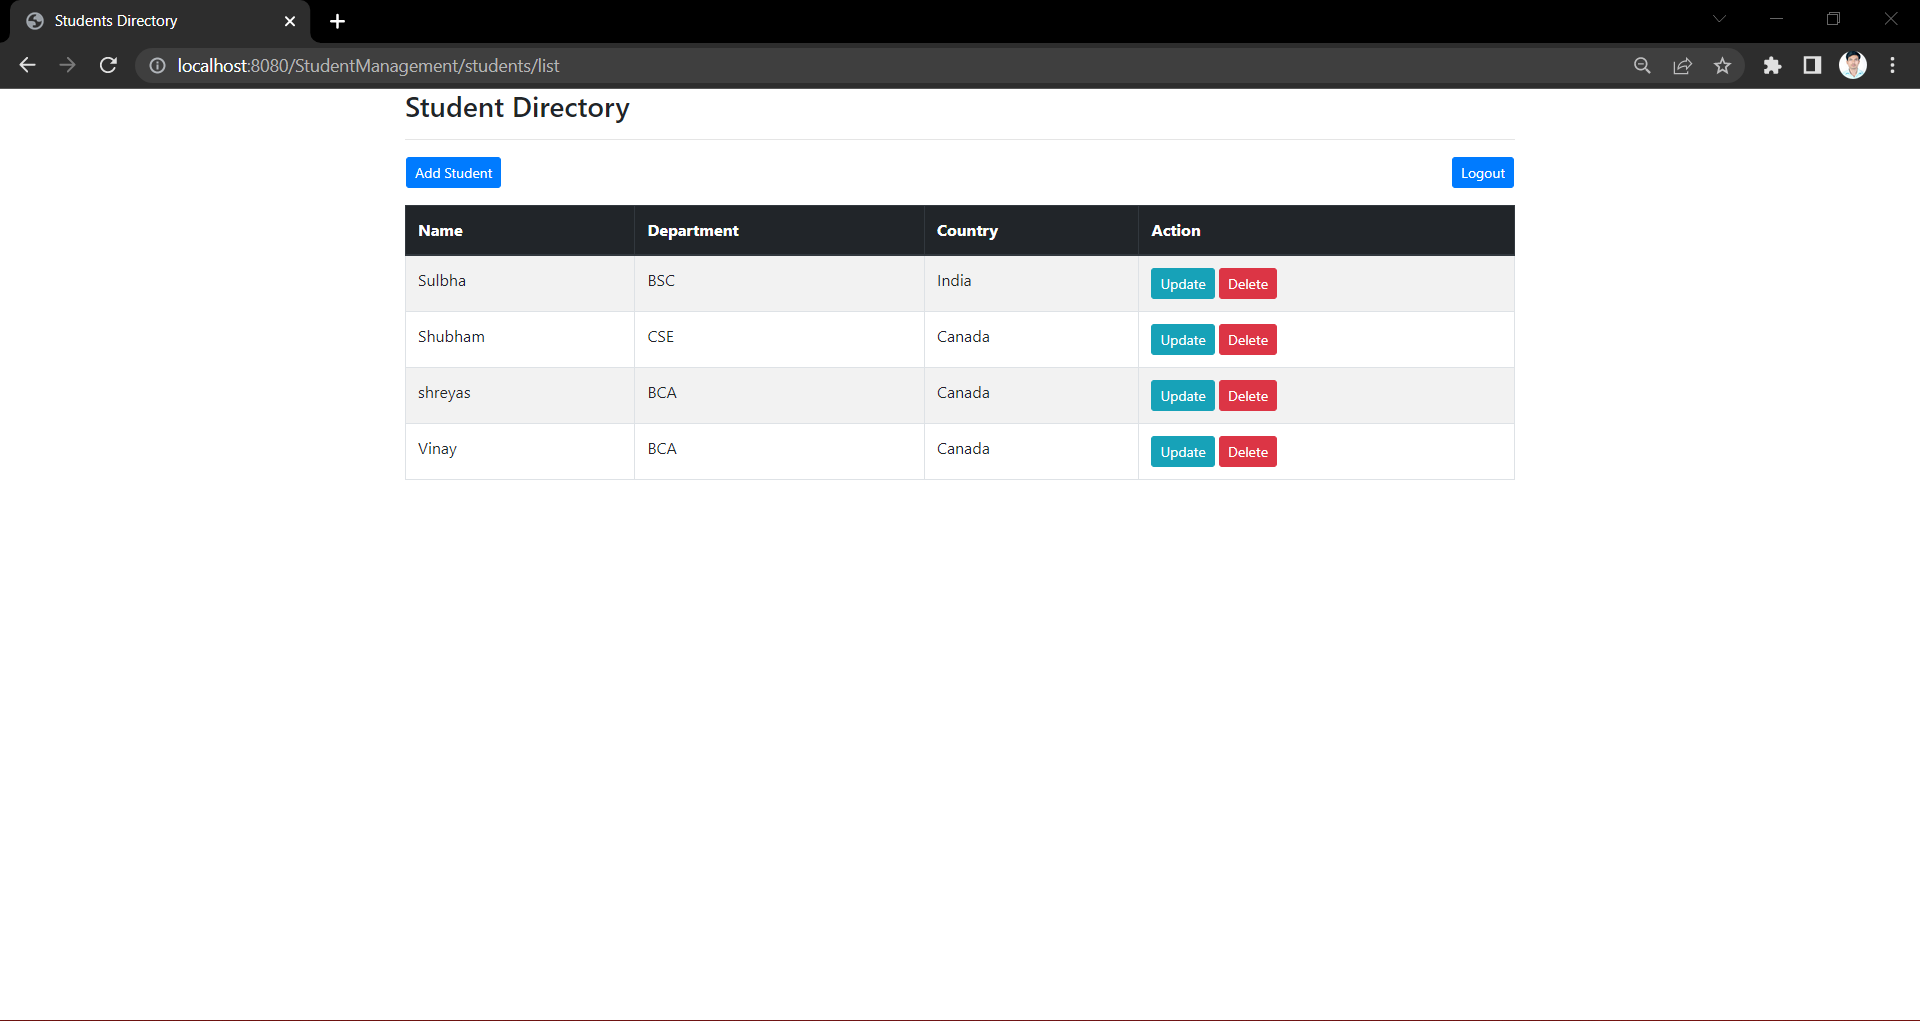 Students Directory
localhost:8080/StudentManagement/students/list
Student Directory
Add Student Logout
Name Department Country Action
Sulbha BSC India Update Delete
Shubham CSE Canada Update Delete
shreyas BCA Canada Update Delete
Vinay BCA Canada Update Delete